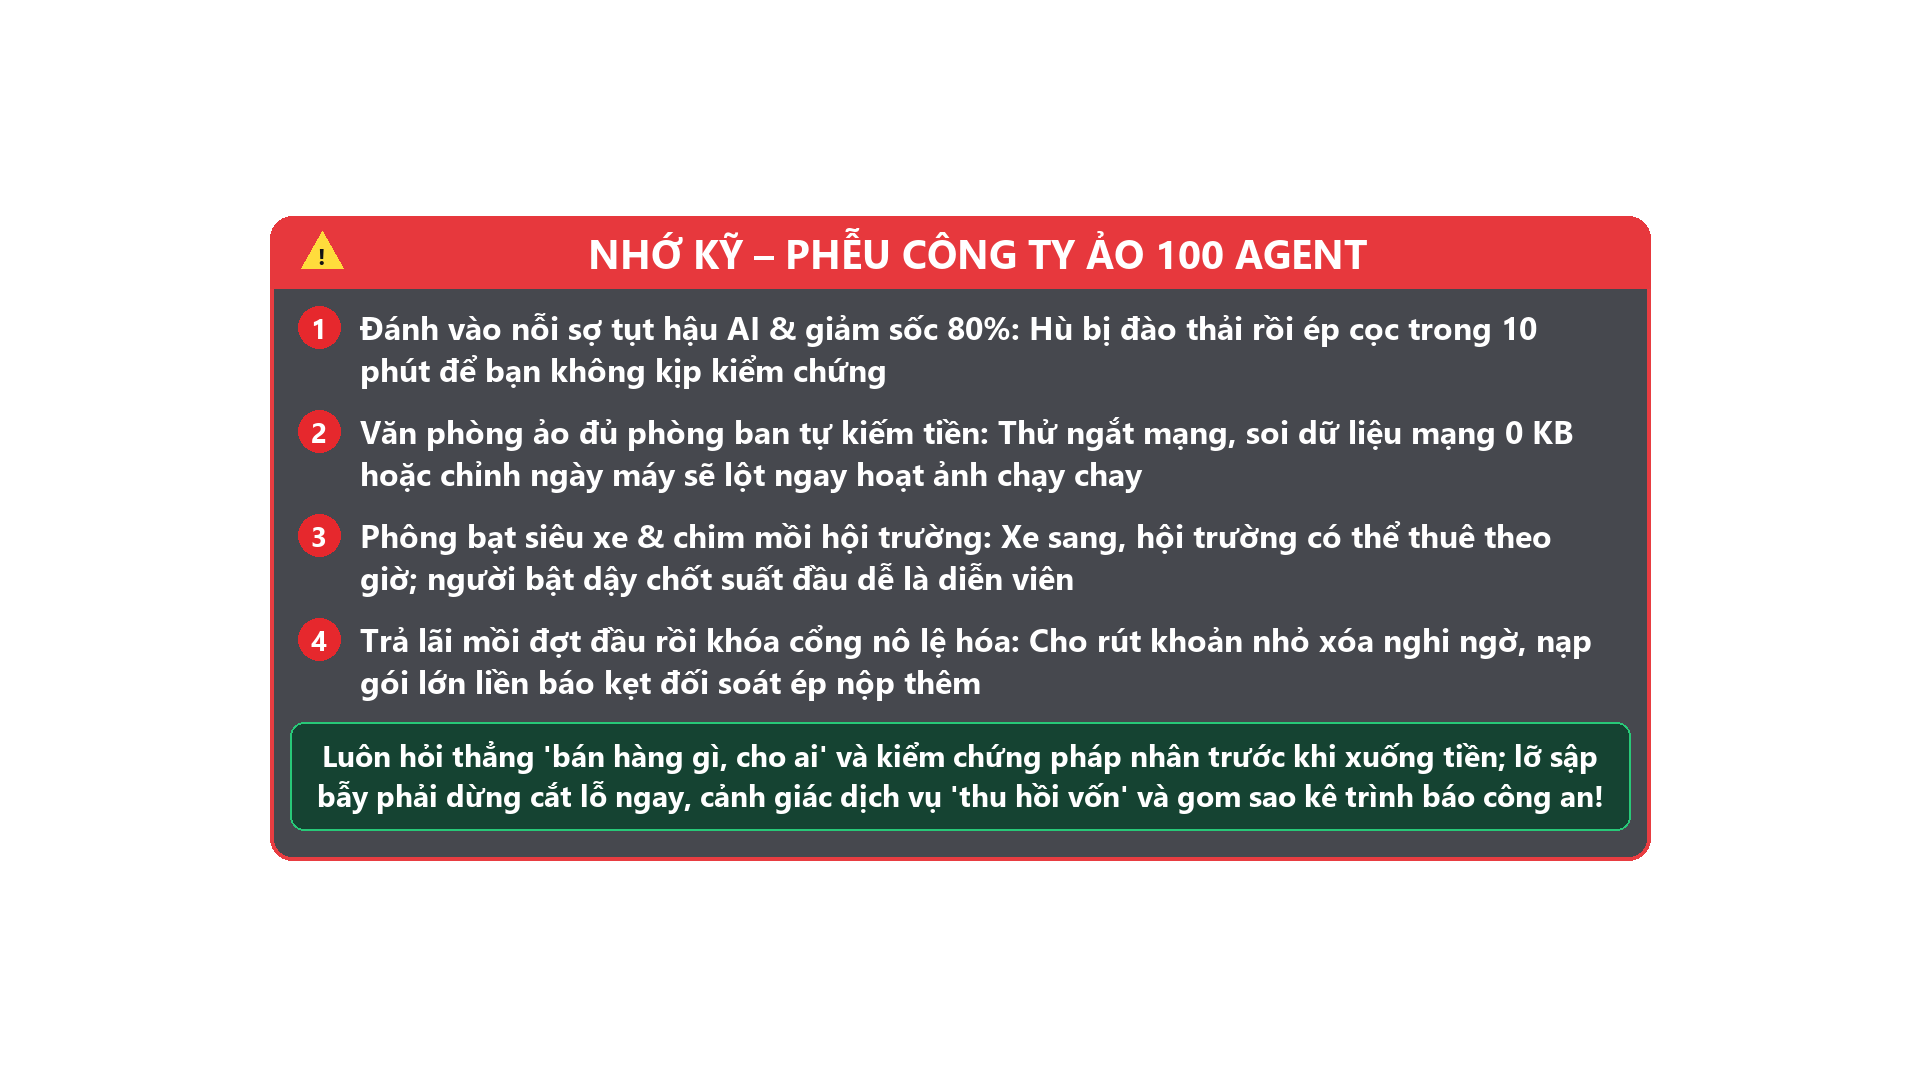 !
NHỚ KỸ – PHỄU CÔNG TY ẢO 100 AGENT
1 Đánh vào nỗi sợ tụt hậu AI & giảm sốc 80%: Hù bị đào thải rồi ép cọc trong 10
phút để bạn không kịp kiểm chứng
2 Văn phòng ảo đủ phòng ban tự kiếm tiền: Thử ngắt mạng, soi dữ liệu mạng 0 KB
hoặc chỉnh ngày máy sẽ lột ngay hoạt ảnh chạy chay
3 Phông bạt siêu xe & chim mồi hội trường: Xe sang, hội trường có thể thuê theo
giờ; người bật dậy chốt suất đầu dễ là diễn viên
4 Trả lãi mồi đợt đầu rồi khóa cổng nô lệ hóa: Cho rút khoản nhỏ xóa nghi ngờ, nạp
gói lớn liền báo kẹt đối soát ép nộp thêm
Luôn hỏi thẳng 'bán hàng gì, cho ai' và kiểm chứng pháp nhân trước khi xuống tiền; lỡ sập
bẫy phải dừng cắt lỗ ngay, cảnh giác dịch vụ 'thu hồi vốn' và gom sao kê trình báo công an!